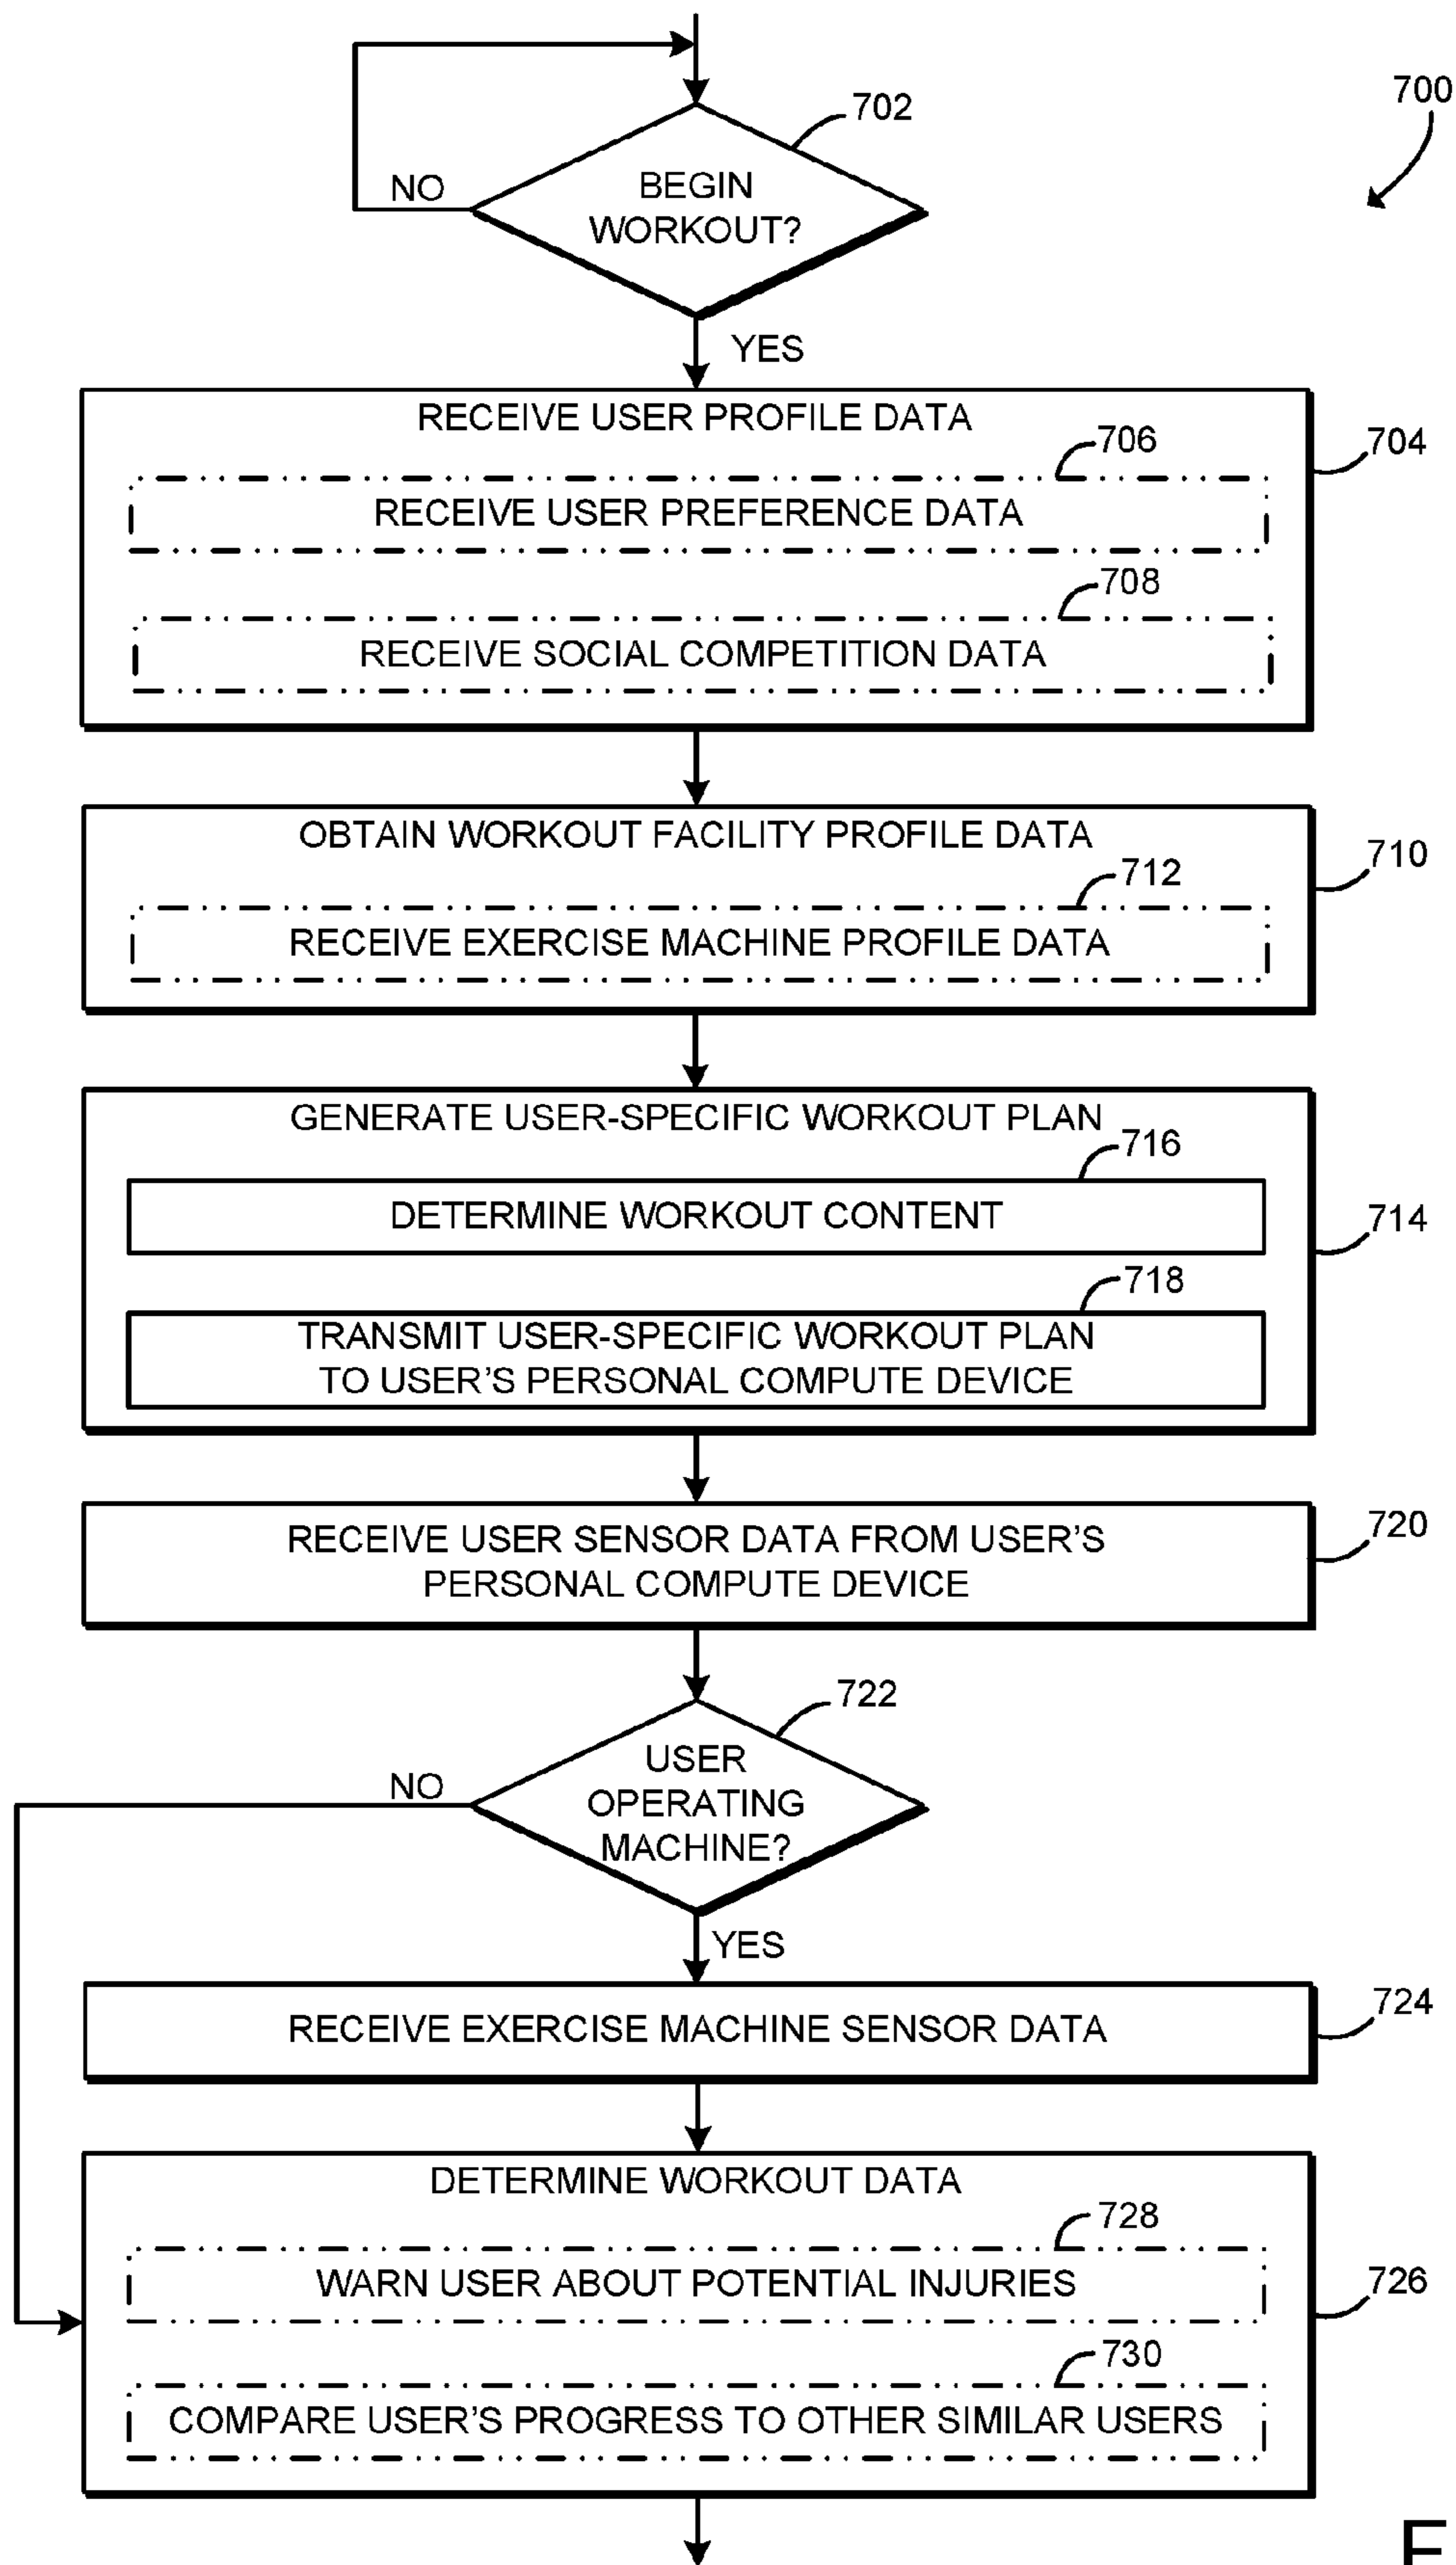 700
702
NO
BEGIN
WORKOUT?
YES
RECEIVE USER PROFILE DATA
704
706
RECEIVE USER PREFERENCE DATA
708
RECEIVE SOCIAL COMPETITION DATA
OBTAIN WORKOUT FACILITY PROFILE DATA
710
712
RECEIVE EXERCISE MACHINE PROFILE DATA
GENERATE USER-SPECIFIC WORKOUT PLAN
714
716
DETERMINE WORKOUT CONTENT
718
TRANSMIT USER-SPECIFIC WORKOUT PLAN
TO USER'S PERSONAL COMPUTE DEVICE
RECEIVE USER SENSOR DATA FROM USER'S
PERSONAL COMPUTE DEVICE
720
722
NO
USER
OPERATING
MACHINE?
YES
RECEIVE EXERCISE MACHINE SENSOR DATA
724
DETERMINE WORKOUT DATA
726
728
WARN USER ABOUT POTENTIAL INJURIES
730
COMPARE USER'S PROGRESS TO OTHER SIMILAR USERS